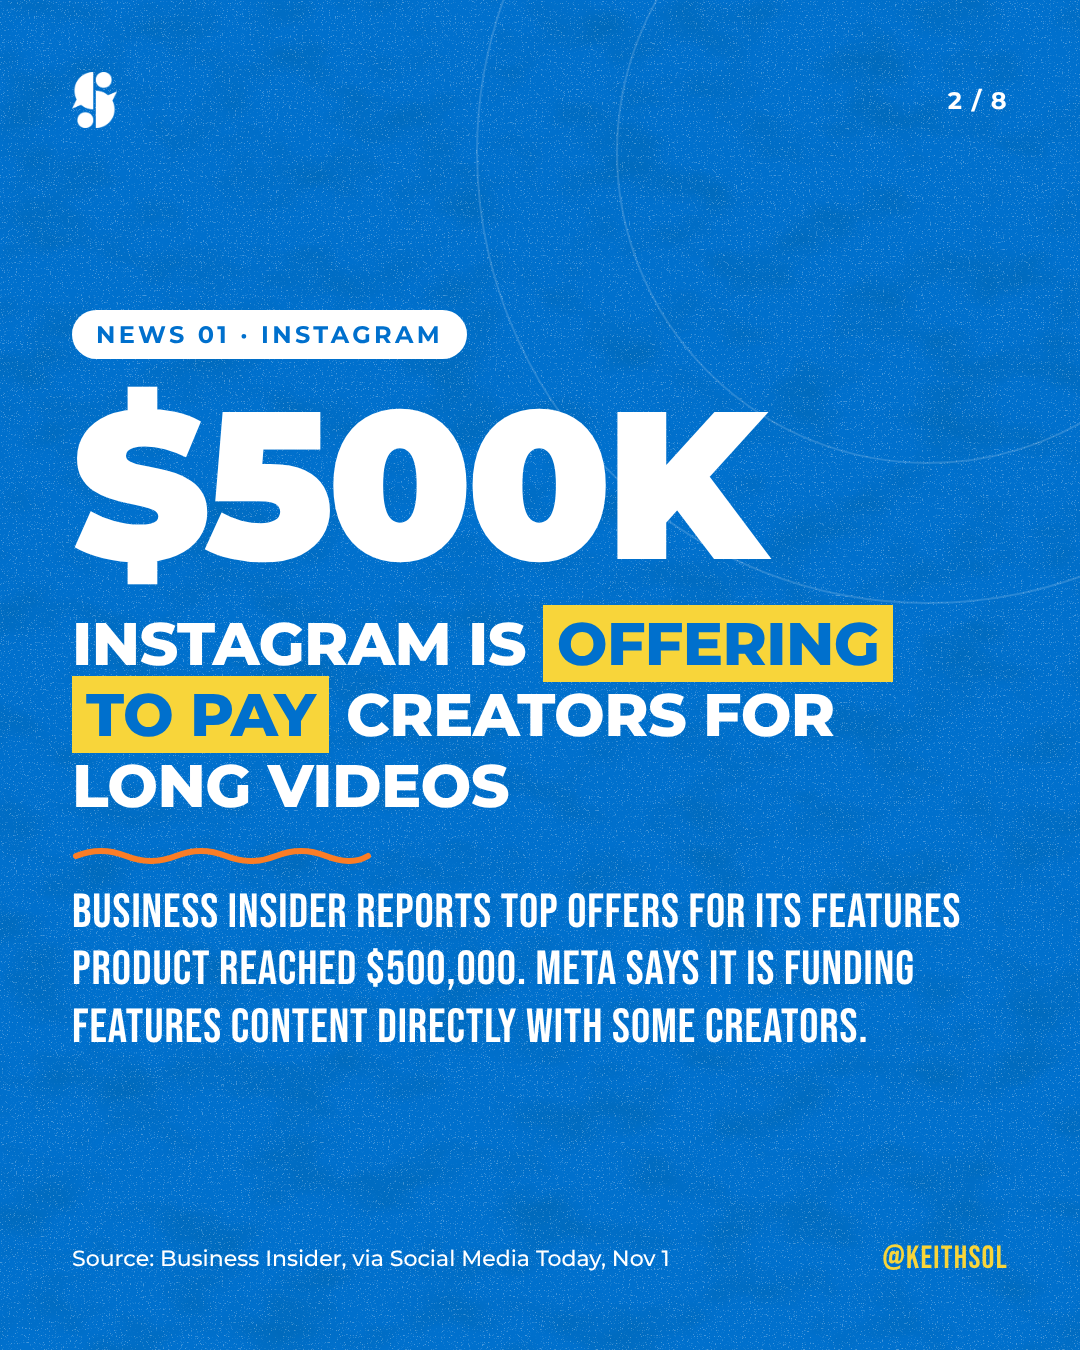 2 / 8
NEWS 01 · INSTAGRAM
$500K
INSTAGRAM IS OFFERING
TO PAY CREATORS FOR
LONG VIDEOS
BUSINESS INSIDER REPORTS TOP OFFERS FOR ITS FEATURES
PRODUCT REACHED $500,000. META SAYS IT IS FUNDING
FEATURES CONTENT DIRECTLY WITH SOME CREATORS.
Source: Business Insider, via Social Media Today, Nov 1
@KEITHSOL